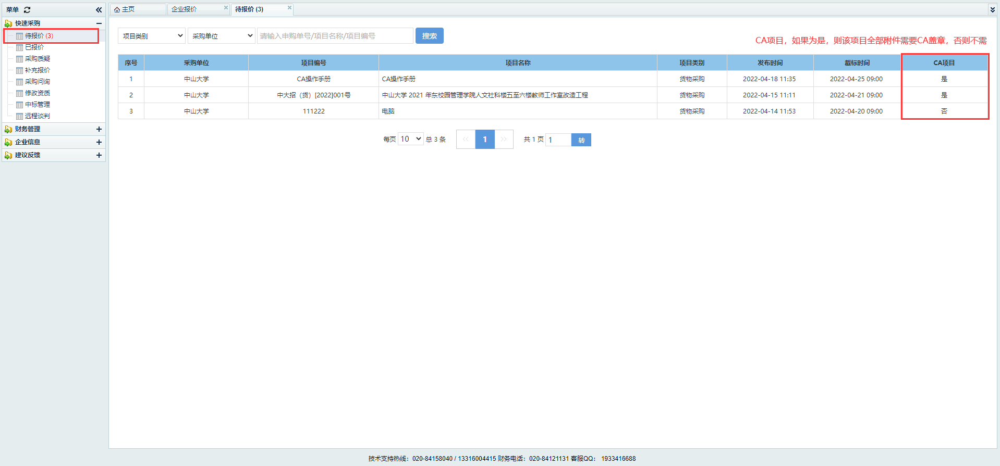 菜单
快速采购
待报价 (3)
已报价
采购质疑
补充报价
采购问询
修改资质
中标管理
远程谈判
财务管理
企业信息
建议反馈
主页 企业报价 待报价 (3)
项目类别 采购单位 请输入申购单号/项目名称/项目编号 搜索
CA项目，如果为是，则该项目全部附件需要CA盖章，否则不需
序号 采购单位 项目编号 项目名称 项目类别 发布时间 截标时间 CA项目
1 中山大学 CA操作手册 CA操作手册 货物采购 2022-04-18 11:35 2022-04-25 09:00 是
2 中山大学 中大招（货）[2022]001号 中山大学 2021 年东校园管理学院人文社科楼五至六楼教师工作室改造工程 货物采购 2022-04-15 11:11 2022-04-21 09:00 是
3 中山大学 111222 电脑 货物采购 2022-04-14 11:53 2022-04-20 09:00 否
每页 10 总 3 条 « 1 » 共 1 页 1 转
技术支持热线：020-84158040 / 13316004415 财务电话：020-84121131 客服QQ： 1933416688